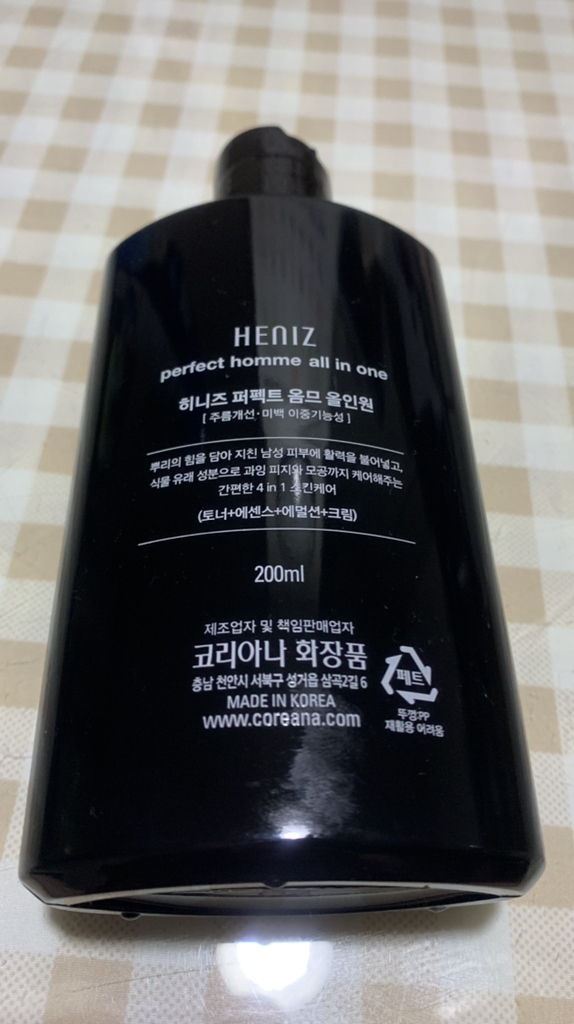 HENIZ
perfect homme all in one
히니즈 퍼펙트 옴므 올인원
[ 주름개선·미백 이중기능성 ]
뿌리의 힘을 담아 지친 남성 피부에 활력을 불어넣고,
식물 유래 성분으로 과잉 피지와 모공까지 케어해주는
간편한 4 in 1 스킨케어
(토너+에센스+에멀션+크림)
200ml
제조업자 및 책임판매업자
코리아나 화장품
충남 천안시 서북구 성거읍 삼곡2길 6
MADE IN KOREA
www.coreana.com
페트
뚜껑:PP
재활용 어려움